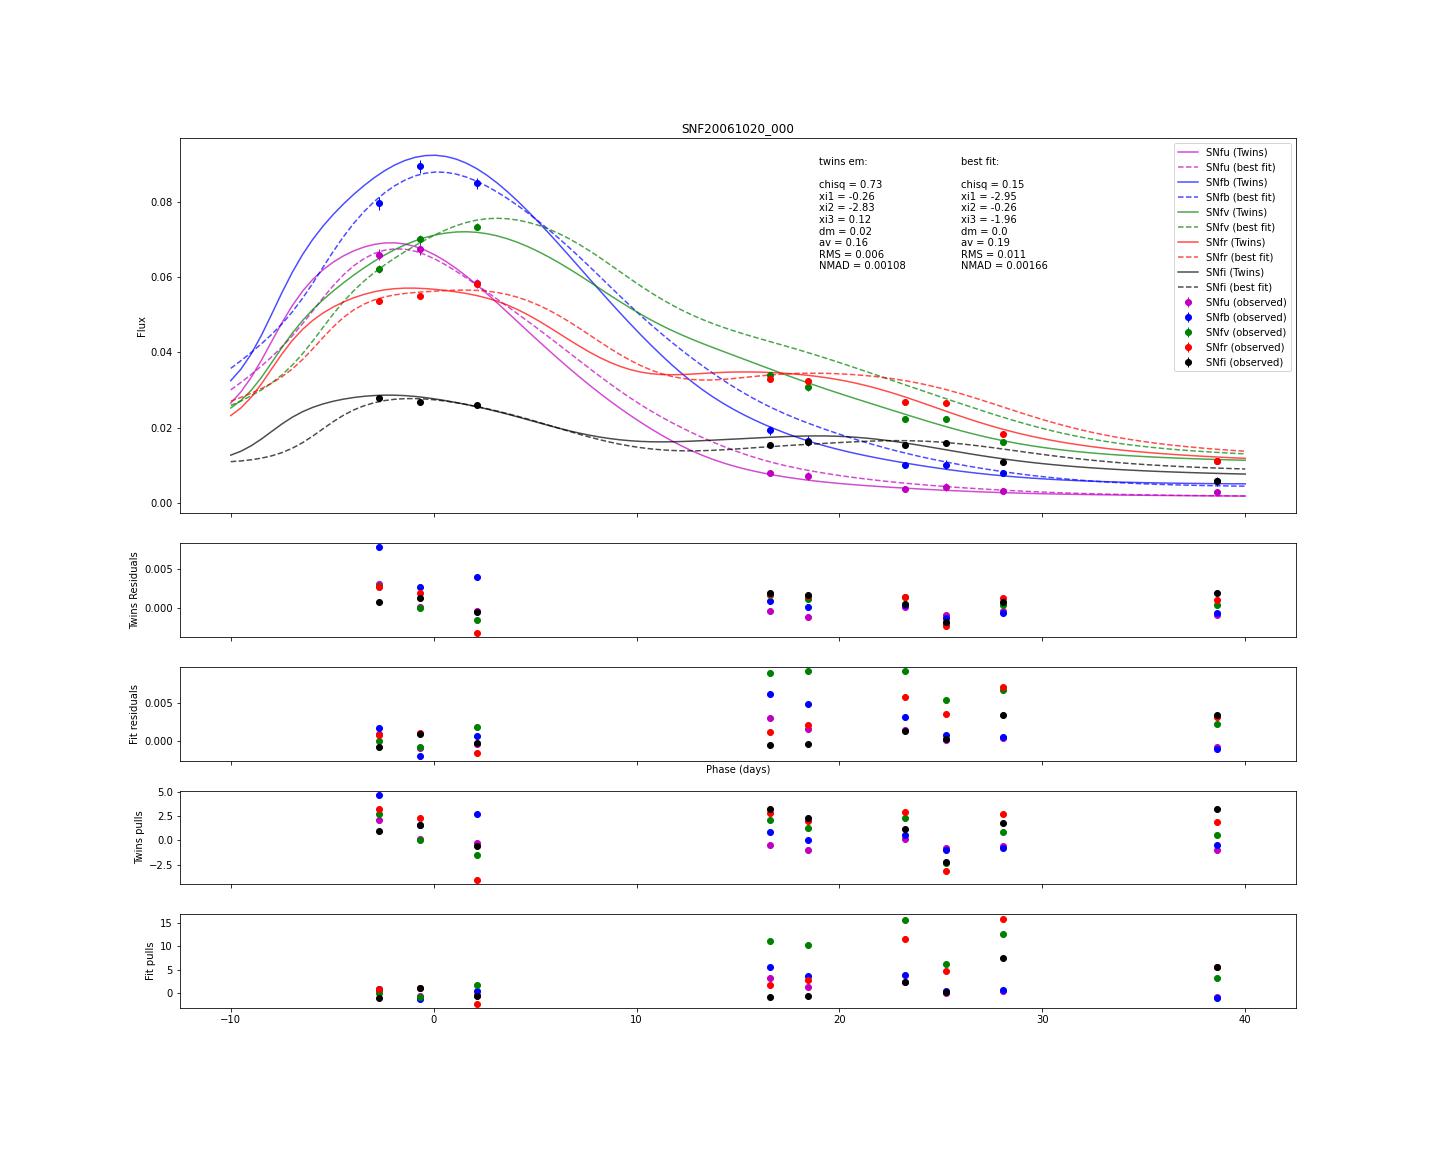 SNF20061020_000
Flux
0.08
0.06
0.04
0.02
0.00
twins em:
chisq = 0.73
xi1 = -0.26
xi2 = -2.83
xi3 = 0.12
dm = 0.02
av = 0.16
RMS = 0.006
NMAD = 0.00108
best fit:
chisq = 0.15
xi1 = -2.95
xi2 = -0.26
xi3 = -1.96
dm = 0.0
av = 0.19
RMS = 0.011
NMAD = 0.00166
SNfu (Twins)
SNfu (best fit)
SNfb (Twins)
SNfb (best fit)
SNfv (Twins)
SNfv (best fit)
SNfr (Twins)
SNfr (best fit)
SNfi (Twins)
SNfi (best fit)
SNfu (observed)
SNfb (observed)
SNfv (observed)
SNfr (observed)
SNfi (observed)
Twins Residuals
0.005
0.000
Fit residuals
0.005
0.000
Phase (days)
Twins pulls
5.0
2.5
0.0
−2.5
Fit pulls
15
10
5
0
−10 0 10 20 30 40